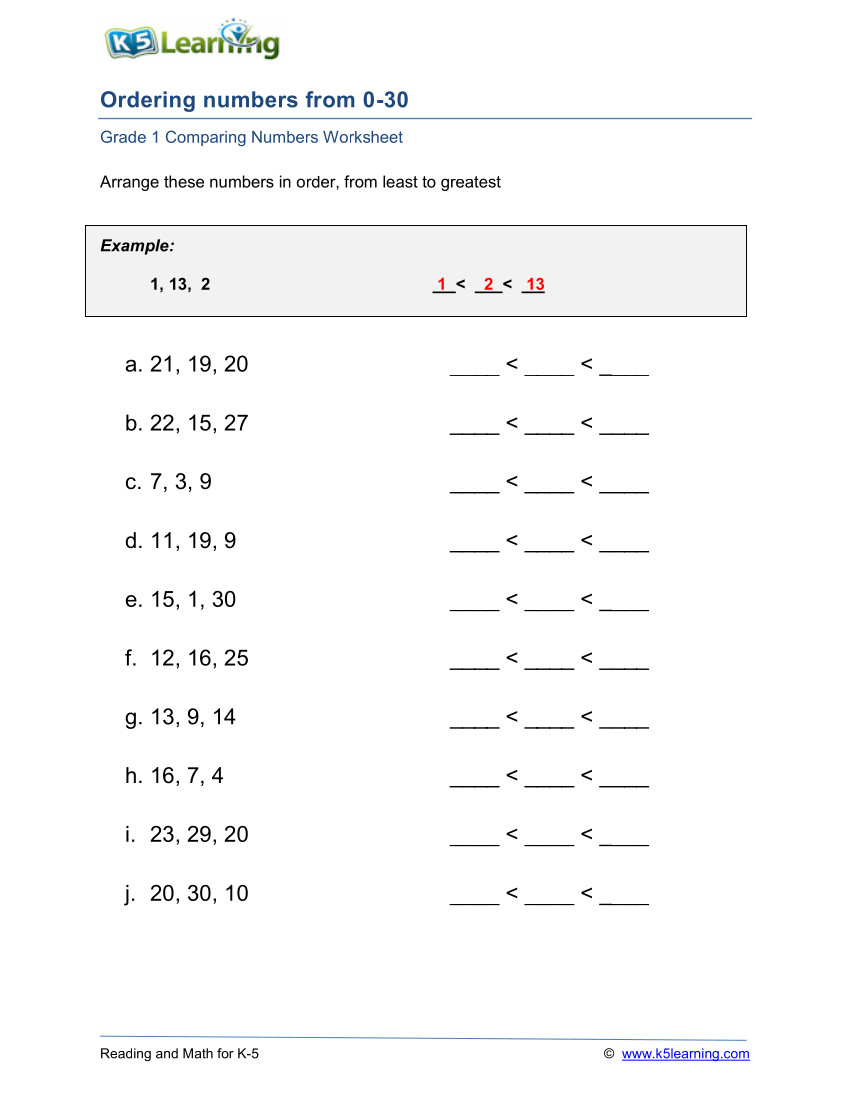 K5 Learning
Ordering numbers from 0-30
Grade 1 Comparing Numbers Worksheet
Arrange these numbers in order, from least to greatest
Example:
1, 13, 2 1 < 2 < 13
a. 21, 19, 20 ____ < ____ < ____
b. 22, 15, 27 ____ < ____ < ____
c. 7, 3, 9 ____ < ____ < ____
d. 11, 19, 9 ____ < ____ < ____
e. 15, 1, 30 ____ < ____ < ____
f. 12, 16, 25 ____ < ____ < ____
g. 13, 9, 14 ____ < ____ < ____
h. 16, 7, 4 ____ < ____ < ____
i. 23, 29, 20 ____ < ____ < ____
j. 20, 30, 10 ____ < ____ < ____
Reading and Math for K-5 © www.k5learning.com